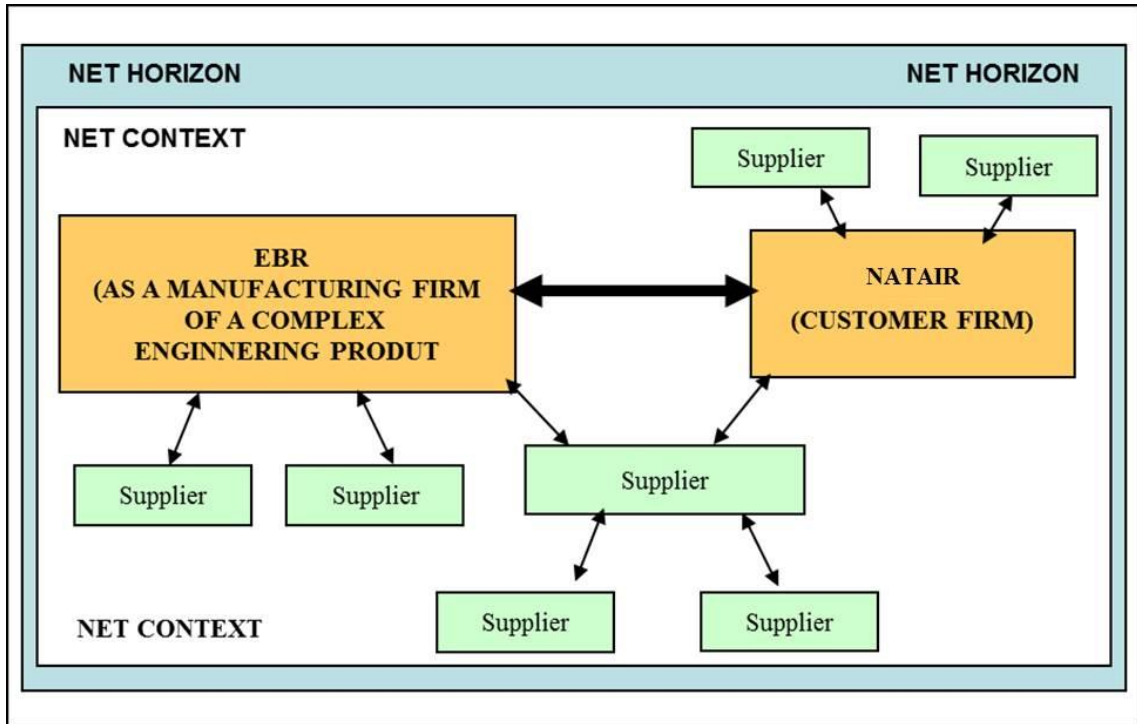 NET HORIZON
NET HORIZON
NET CONTEXT
Supplier
Supplier
EBR
(AS A MANUFACTURING FIRM
OF A COMPLEX
ENGINNERING PRODUT
NATAIR
(CUSTOMER FIRM)
Supplier
Supplier
Supplier
Supplier
Supplier
NET CONTEXT